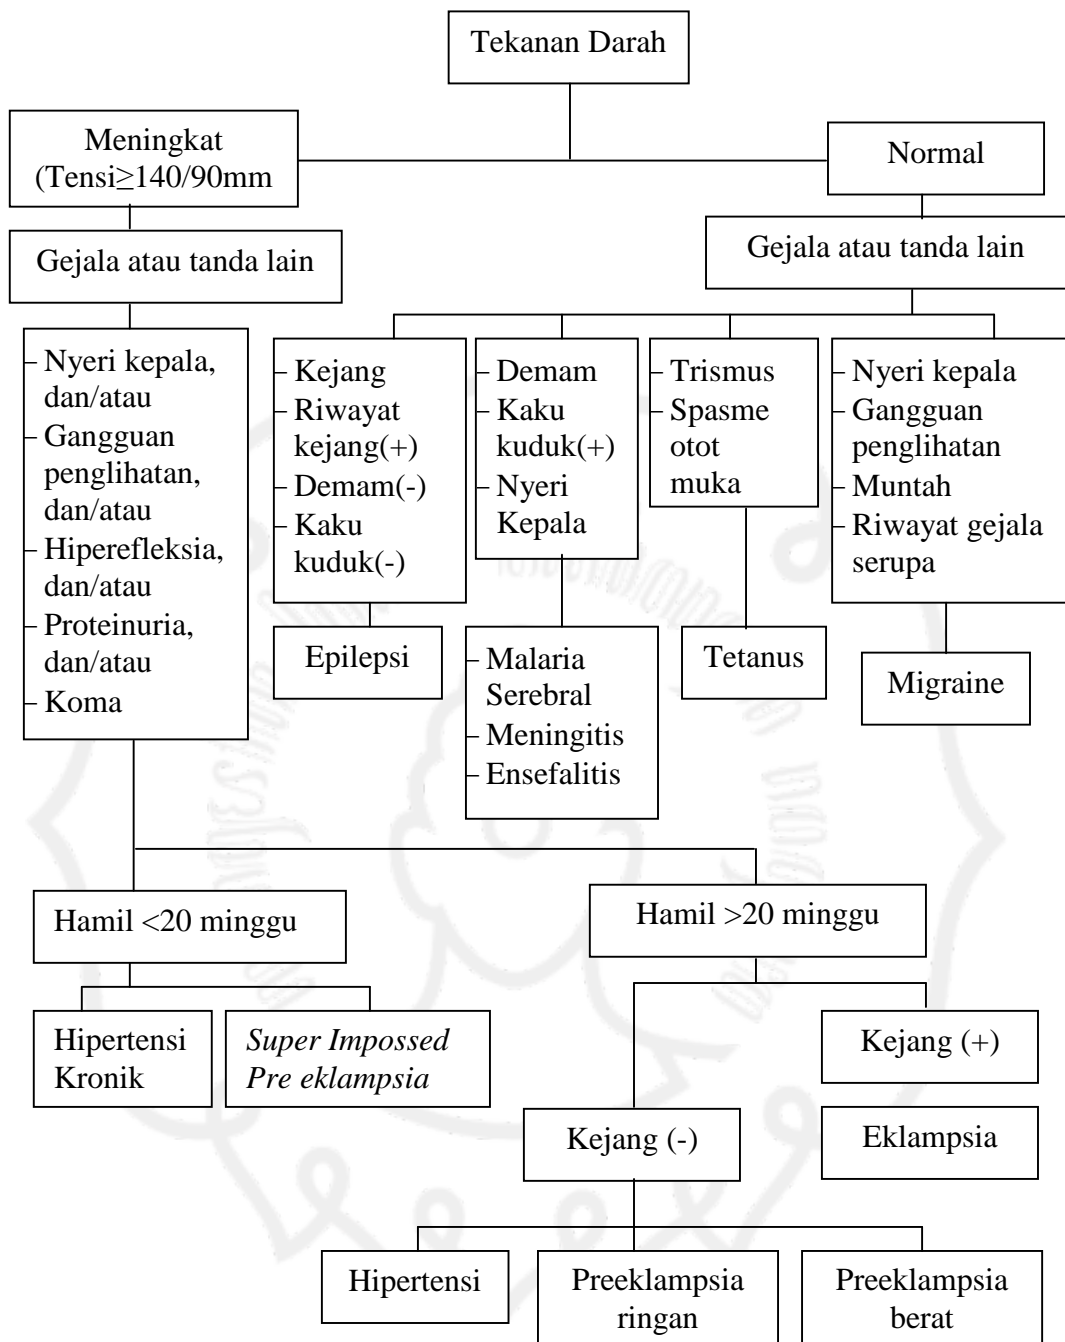 Tekanan Darah
Meningkat
(Tensi≥140/90mm
Normal
Gejala atau tanda lain
Gejala atau tanda lain
– Nyeri kepala,
dan/atau
– Gangguan
penglihatan,
dan/atau
– Hiperefleksia,
dan/atau
– Proteinuria,
dan/atau
– Koma
– Kejang
– Riwayat
kejang(+)
– Demam(-)
– Kaku
kuduk(-)
– Demam
– Kaku
kuduk(+)
– Nyeri
Kepala
– Trismus
– Spasme
otot
muka
– Nyeri kepala
– Gangguan
penglihatan
– Muntah
– Riwayat gejala
serupa
Epilepsi
– Malaria
Serebral
– Meningitis
– Ensefalitis
Tetanus
Migraine
Hamil <20 minggu
Hamil >20 minggu
Hipertensi
Kronik
Super Impossed
Pre eklampsia
Kejang (+)
Kejang (-)
Eklampsia
Hipertensi
Preeklampsia
ringan
Preeklampsia
berat